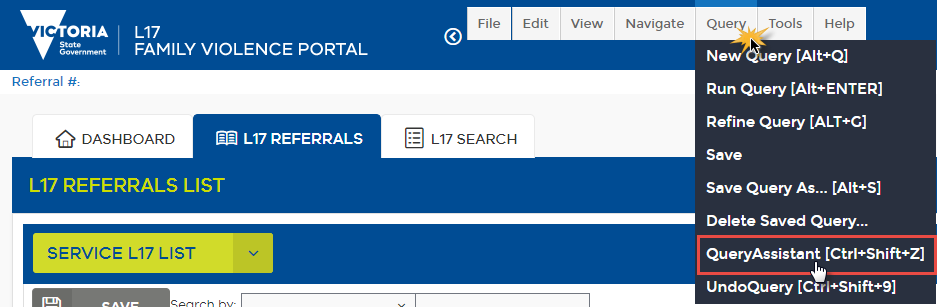 VICTORIA
State
Government
L17
FAMILY VIOLENCE PORTAL
File Edit View Navigate Query Tools Help
Referral #:
New Query [Alt+Q]
Run Query [Alt+ENTER]
Refine Query [ALT+G]
Save
Save Query As... [Alt+S]
Delete Saved Query...
QueryAssistant [Ctrl+Shift+Z]
UndoQuery [Ctrl+Shift+9]
DASHBOARD L17 REFERRALS L17 SEARCH
L17 REFERRALS LIST
SERVICE L17 LIST
SAVE Search by: